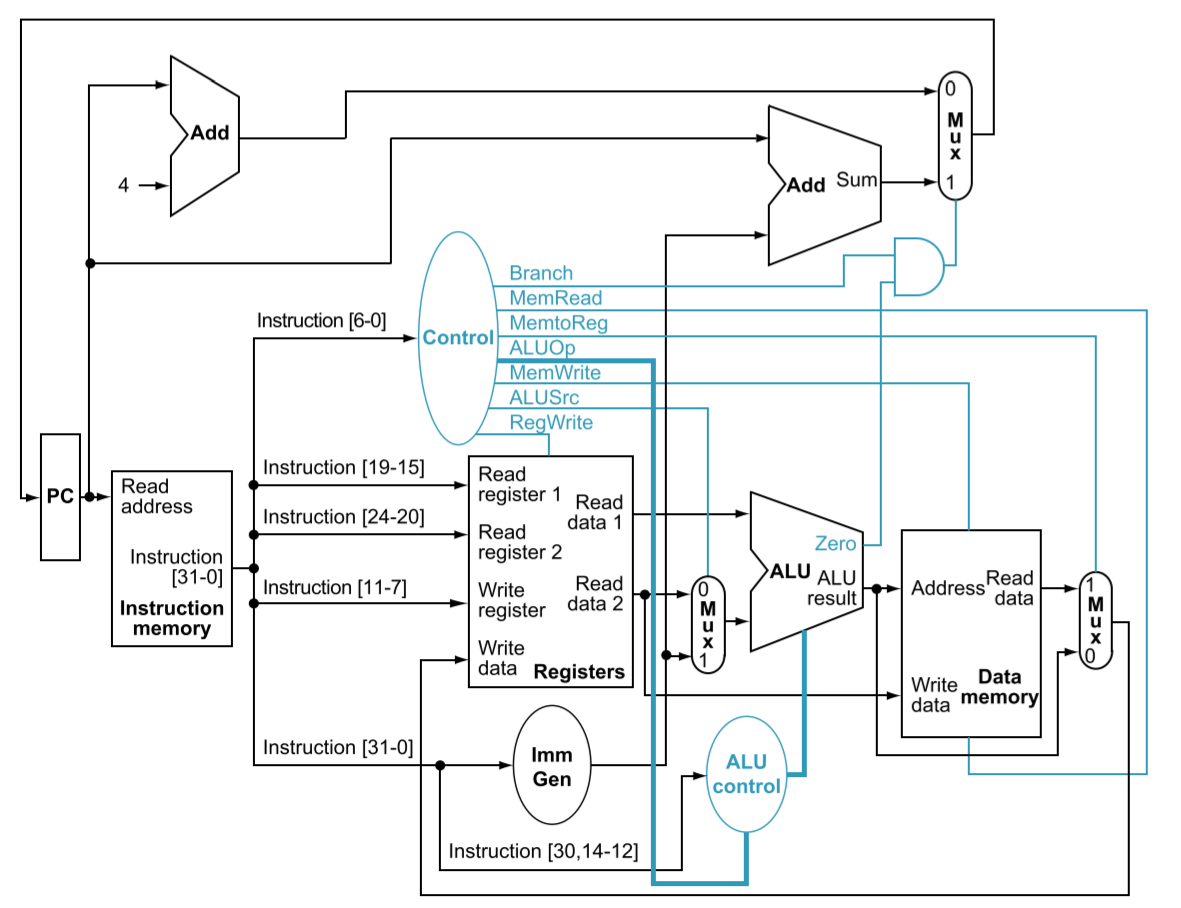 0
M
u
x
1
Add
4
Add Sum
Branch
MemRead
MemtoReg
ALUOp
MemWrite
ALUSrc
RegWrite
Instruction [6-0]
Control
PC
Read
address
Instruction
[31-0]
Instruction
memory
Instruction [19-15]
Instruction [24-20]
Instruction [11-7]
Read
register 1
Read
data 1
Read
register 2
Write
register
Read
data 2
Write
data
Registers
0
M
u
x
1
Zero
ALU
ALU
result
Address
Read
data
Write
data
Data
memory
1
M
u
x
0
Instruction [31-0]
Imm
Gen
ALU
control
Instruction [30,14-12]